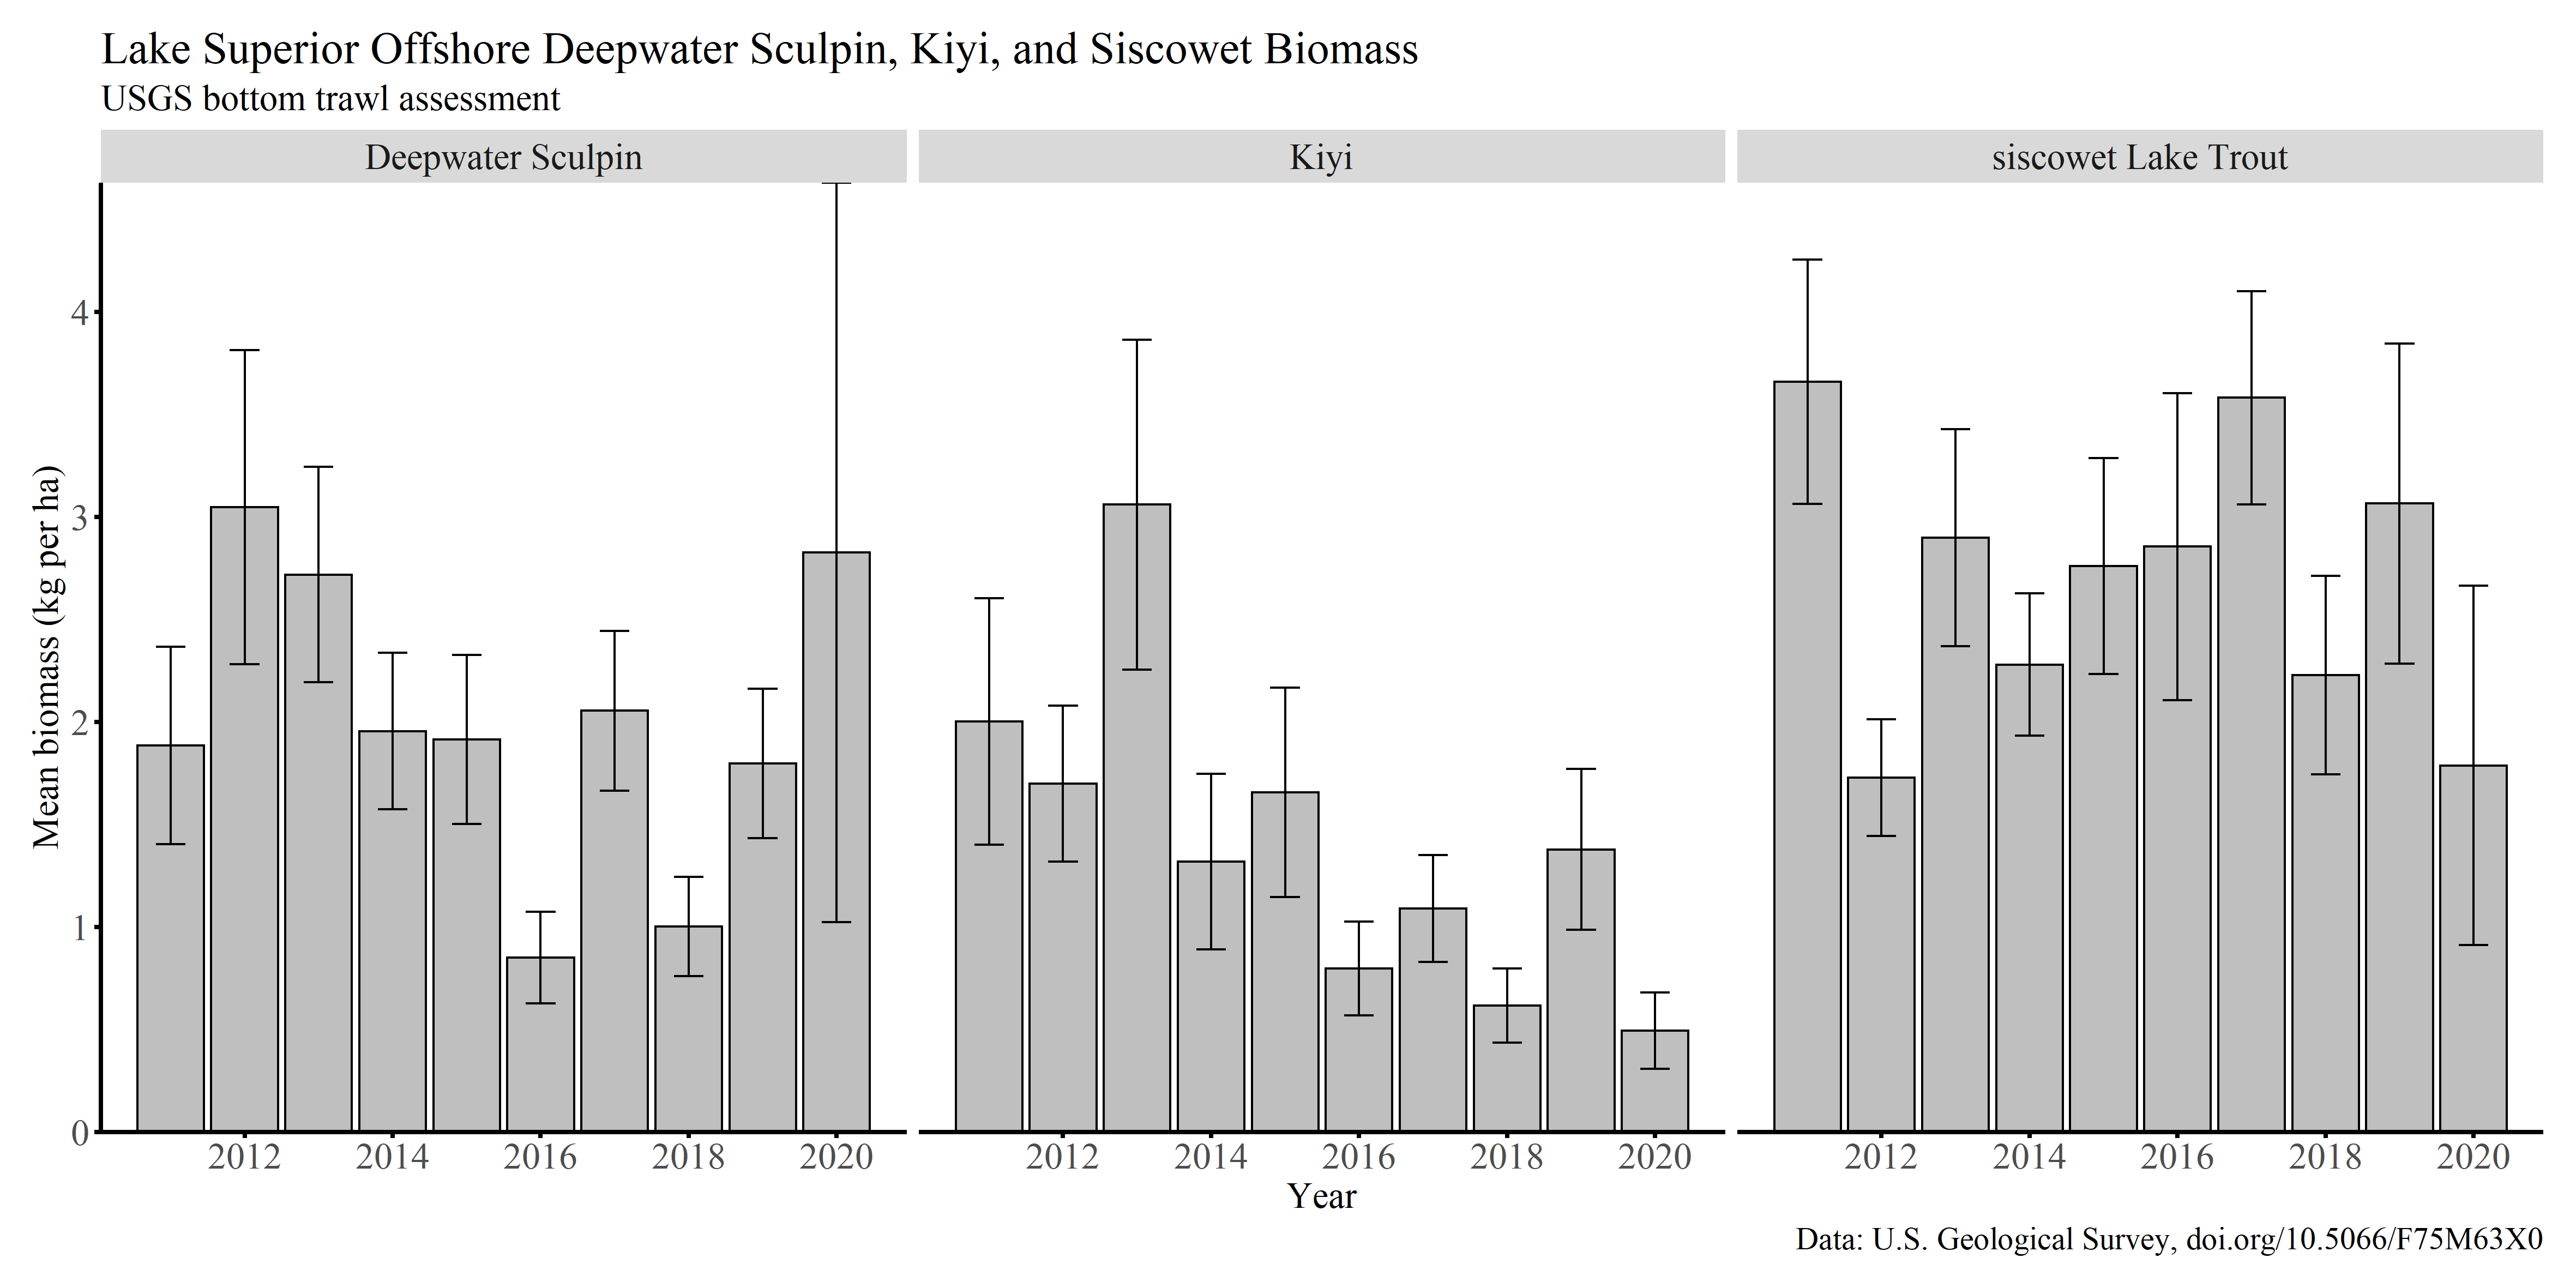 Lake Superior Offshore Deepwater Sculpin, Kiyi, and Siscowet Biomass
USGS bottom trawl assessment
Deepwater Sculpin
Kiyi
siscowet Lake Trout
Mean biomass (kg per ha)
4
3
2
1
0
2012 2014 2016 2018 2020
2012 2014 2016 2018 2020
2012 2014 2016 2018 2020
Year
Data: U.S. Geological Survey, doi.org/10.5066/F75M63X0